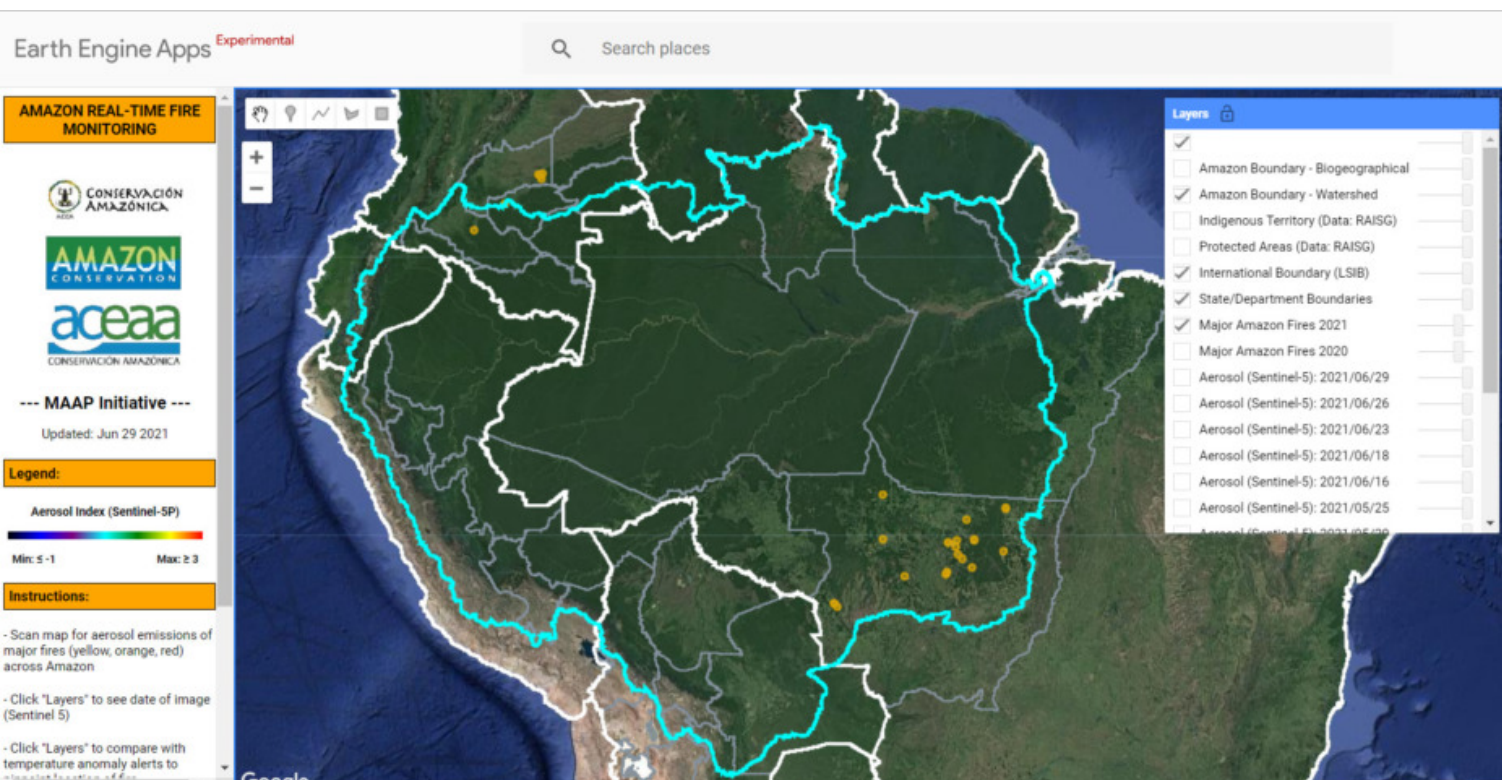 Earth Engine Apps Experimental
Search places
AMAZON REAL-TIME FIRE
MONITORING
CONSERVACIÓN
AMAZÓNICA
ACCA
AMAZON
CONSERVATION
aceaa
CONSERVACIÓN AMAZÓNICA
--- MAAP Initiative ---
Updated: Jun 29 2021
Legend:
Aerosol Index (Sentinel-5P)
Min: ≤ -1
Max: ≥ 3
Instructions:
- Scan map for aerosol emissions of
major fires (yellow, orange, red)
across Amazon
- Click "Layers" to see date of image
(Sentinel 5)
- Click "Layers" to compare with
temperature anomaly alerts to
Layers
Amazon Boundary - Biogeographical
Amazon Boundary - Watershed
Indigenous Territory (Data: RAISG)
Protected Areas (Data: RAISG)
International Boundary (LSIB)
State/Department Boundaries
Major Amazon Fires 2021
Major Amazon Fires 2020
Aerosol (Sentinel-5): 2021/06/29
Aerosol (Sentinel-5): 2021/06/26
Aerosol (Sentinel-5): 2021/06/23
Aerosol (Sentinel-5): 2021/06/18
Aerosol (Sentinel-5): 2021/06/16
Aerosol (Sentinel-5): 2021/05/25
Google